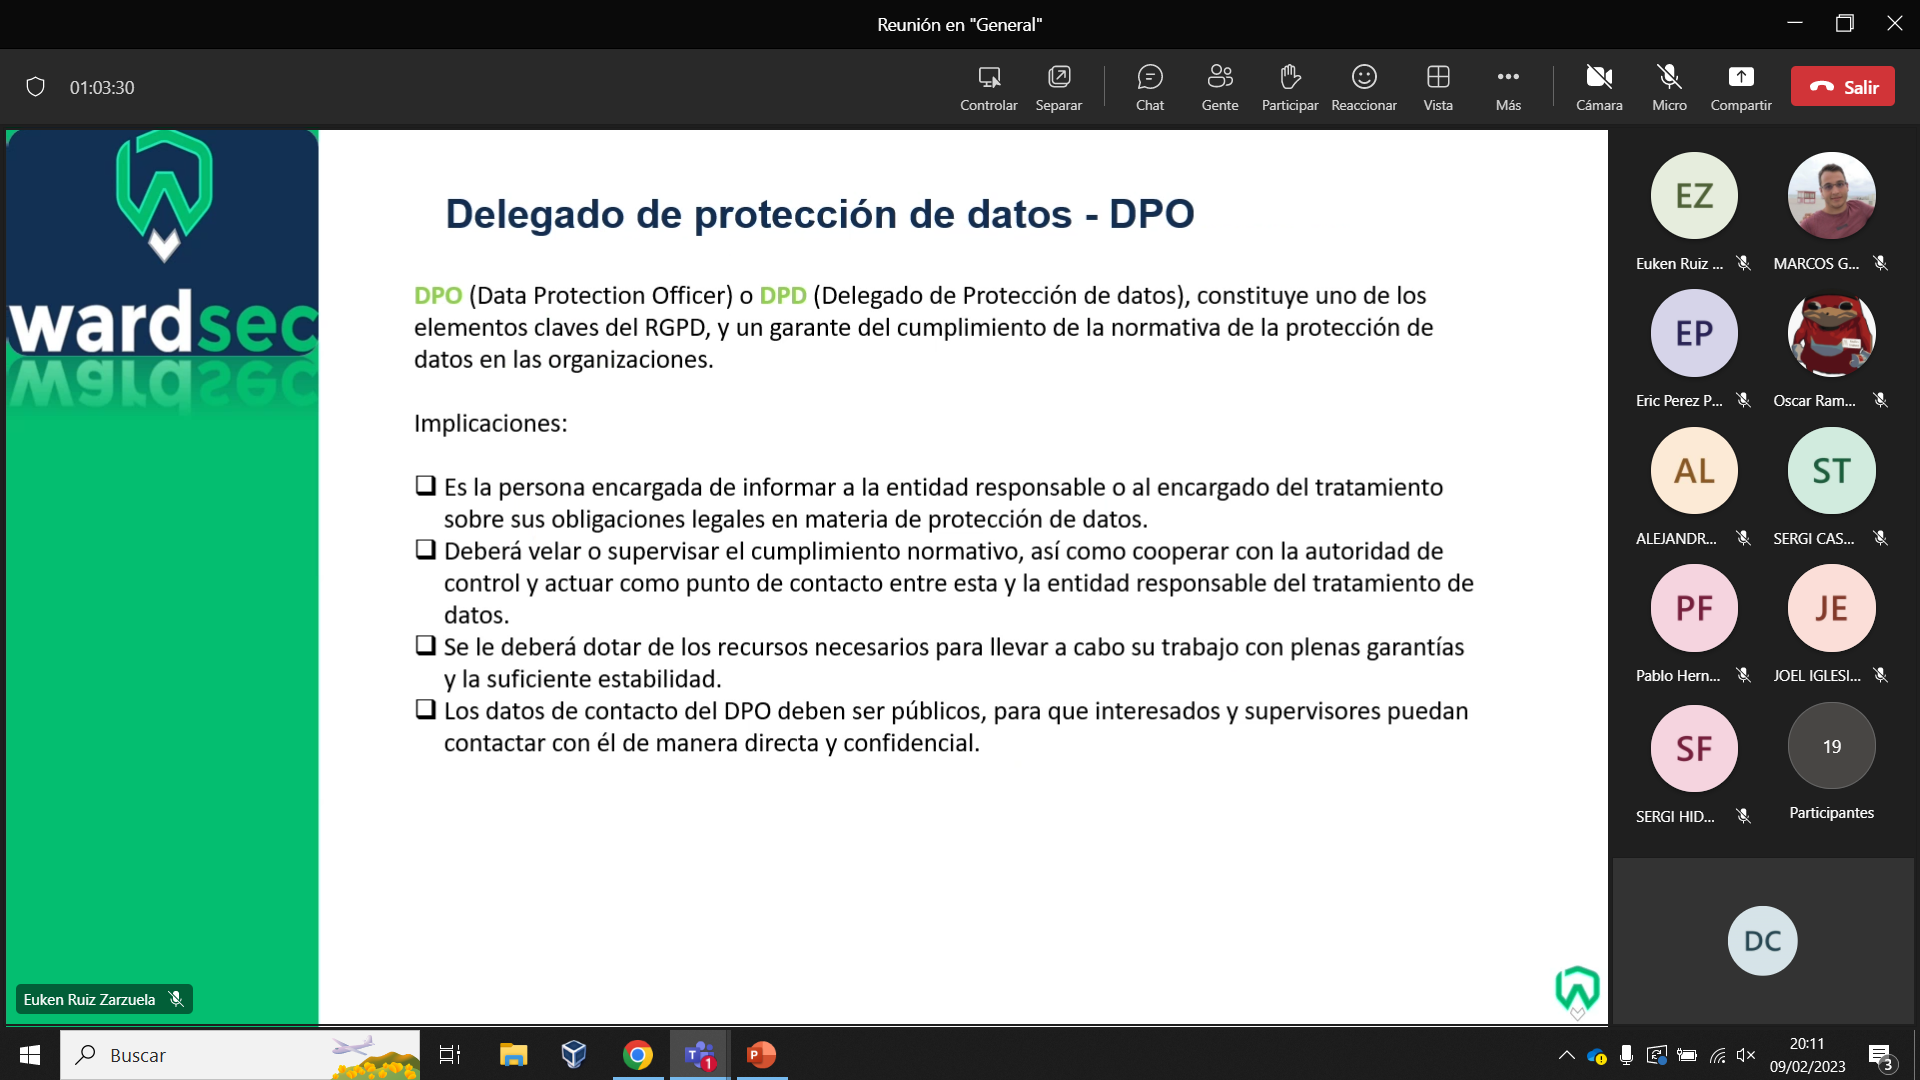 Reunión en "General"
01:03:30
Controlar
Separar
Chat
Gente
Participar
Reaccionar
Vista
Más
Cámara
Micro
Compartir
Salir
wardsec
Delegado de protección de datos - DPO
DPO (Data Protection Officer) o DPD (Delegado de Protección de datos), constituye uno de los
elementos claves del RGPD, y un garante del cumplimiento de la normativa de la protección de
datos en las organizaciones.
Implicaciones:
Es la persona encargada de informar a la entidad responsable o al encargado del tratamiento
sobre sus obligaciones legales en materia de protección de datos.
Deberá velar o supervisar el cumplimiento normativo, así como cooperar con la autoridad de
control y actuar como punto de contacto entre esta y la entidad responsable del tratamiento de
datos.
Se le deberá dotar de los recursos necesarios para llevar a cabo su trabajo con plenas garantías
y la suficiente estabilidad.
Los datos de contacto del DPO deben ser públicos, para que interesados y supervisores puedan
contactar con él de manera directa y confidencial.
Euken Ruiz Zarzuela
EZ
Euken Ruiz ...
MARCOS G...
EP
Eric Perez P...
Oscar Ram...
AL
ST
ALEJANDR...
SERGI CAS...
PF
JE
Pablo Hern...
JOEL IGLESI...
SF
19
SERGI HID...
Participantes
DC
Buscar
T
1
P
20:11
09/02/2023
3